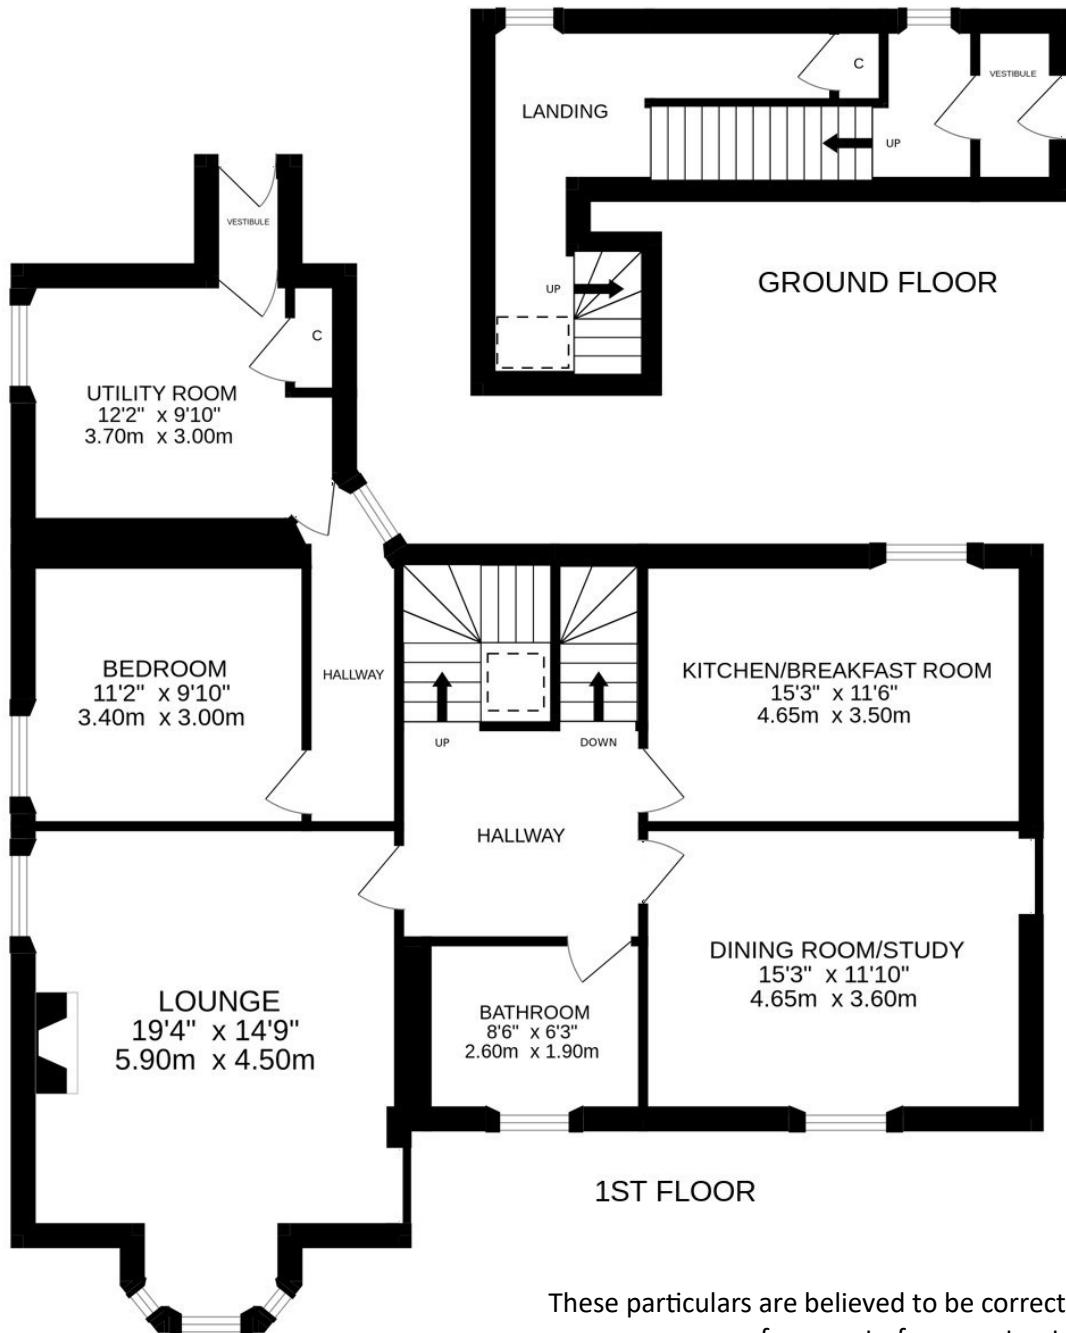 C
VESTIBULE
LANDING
UP
UP
GROUND FLOOR
VESTIBULE
C
UTILITY ROOM
12'2" x 9'10"
3.70m x 3.00m
BEDROOM
11'2" x 9'10"
3.40m x 3.00m
HALLWAY
UP
DOWN
KITCHEN/BREAKFAST ROOM
15'3" x 11'6"
4.65m x 3.50m
HALLWAY
LOUNGE
19'4" x 14'9"
5.90m x 4.50m
BATHROOM
8'6" x 6'3"
2.60m x 1.90m
DINING ROOM/STUDY
15'3" x 11'10"
4.65m x 3.60m
1ST FLOOR
These particulars are believed to be correct